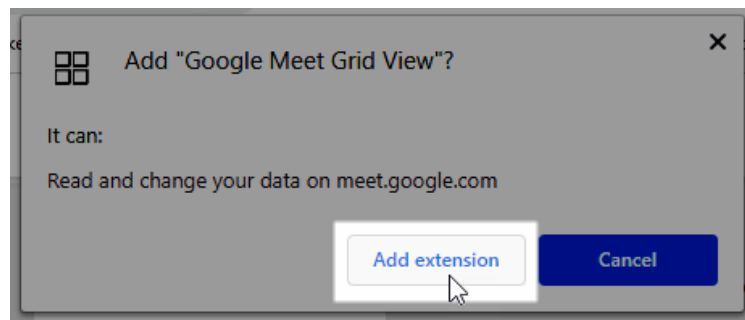 Add "Google Meet Grid View"?
It can:
Read and change your data on meet.google.com
Add extension
Cancel